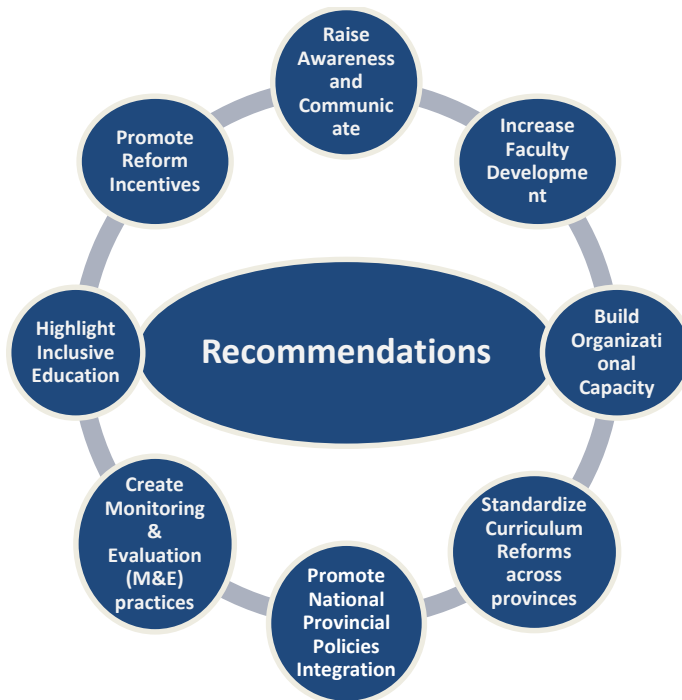 Raise
Awareness
and
Communic
ate
Increase
Faculty
Developme
nt
Build
Organizati
onal
Capacity
Standardize
Curriculum
Reforms
across
provinces
Promote
National
Provincial
Policies
Integration
Create
Monitoring
&
Evaluation
(M&E)
practices
Highlight
Inclusive
Education
Promote
Reform
Incentives
Recommendations